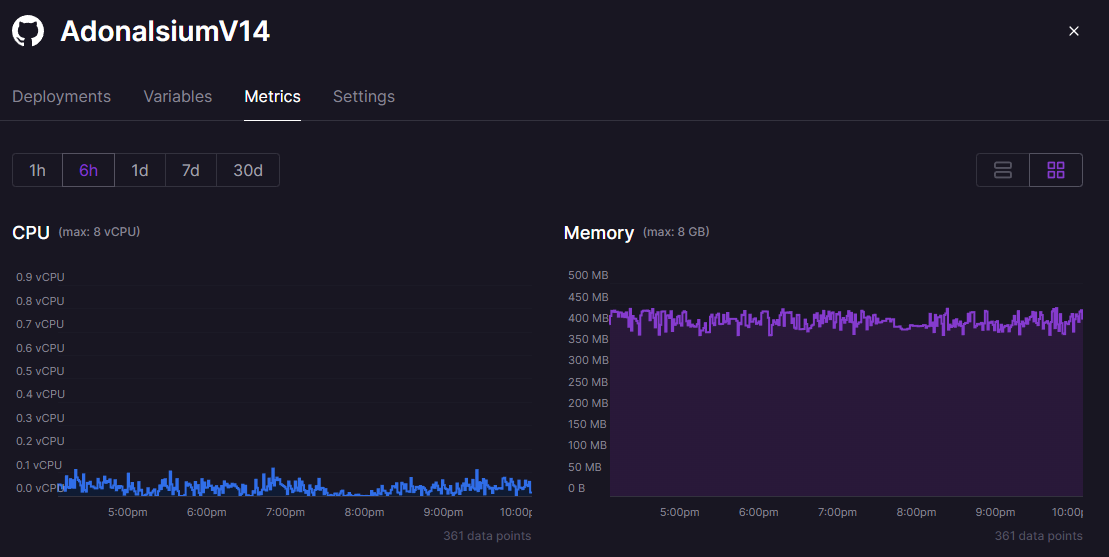 AdonalsiumV14
Deployments Variables Metrics Settings
1h 6h 1d 7d 30d
CPU (max: 8 vCPU)
0.9 vCPU
0.8 vCPU
0.7 vCPU
0.6 vCPU
0.5 vCPU
0.4 vCPU
0.3 vCPU
0.2 vCPU
0.1 vCPU
0.0 vCPU
5:00pm 6:00pm 7:00pm 8:00pm 9:00pm 10:00p
361 data points
Memory (max: 8 GB)
500 MB
450 MB
400 MB
350 MB
300 MB
250 MB
200 MB
150 MB
100 MB
50 MB
0 B
5:00pm 6:00pm 7:00pm 8:00pm 9:00pm 10:00p
361 data points